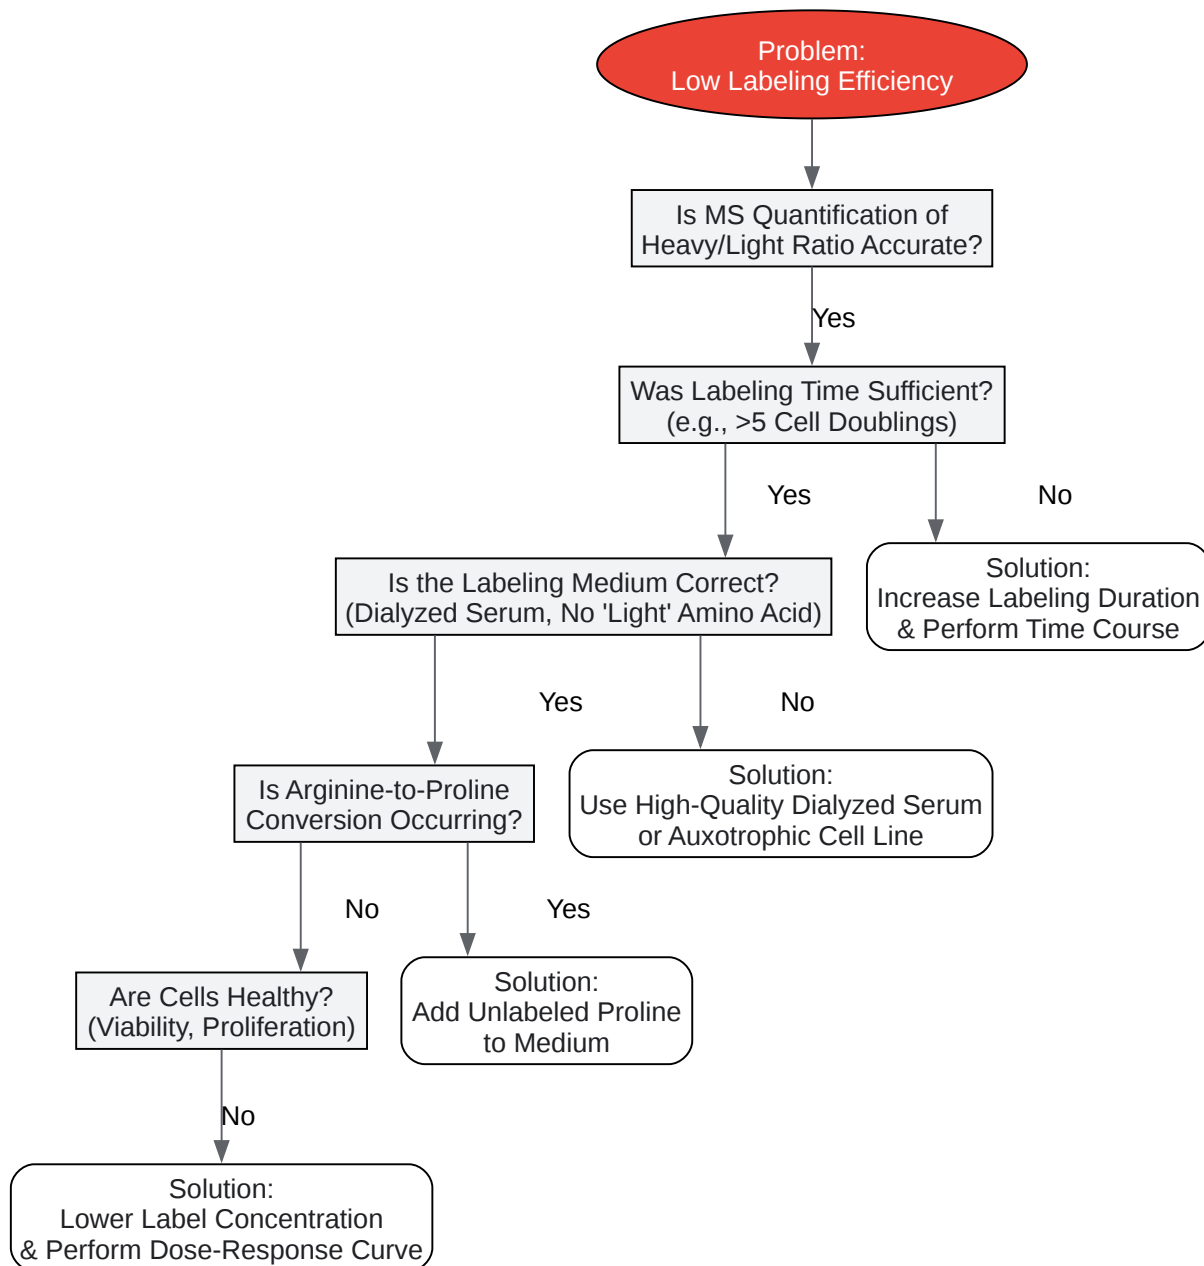 Problem:
Low Labeling Efficiency
Is MS Quantification of
Heavy/Light Ratio Accurate?
Yes
Was Labeling Time Sufficient?
(e.g., >5 Cell Doublings)
Yes
No
Is the Labeling Medium Correct?
(Dialyzed Serum, No 'Light' Amino Acid)
Solution:
Increase Labeling Duration
& Perform Time Course
Yes
No
Is Arginine-to-Proline
Conversion Occurring?
Solution:
Use High-Quality Dialyzed Serum
or Auxotrophic Cell Line
No
Yes
Are Cells Healthy?
(Viability, Proliferation)
Solution:
Add Unlabeled Proline
to Medium
No
Solution:
Lower Label Concentration
& Perform Dose-Response Curve